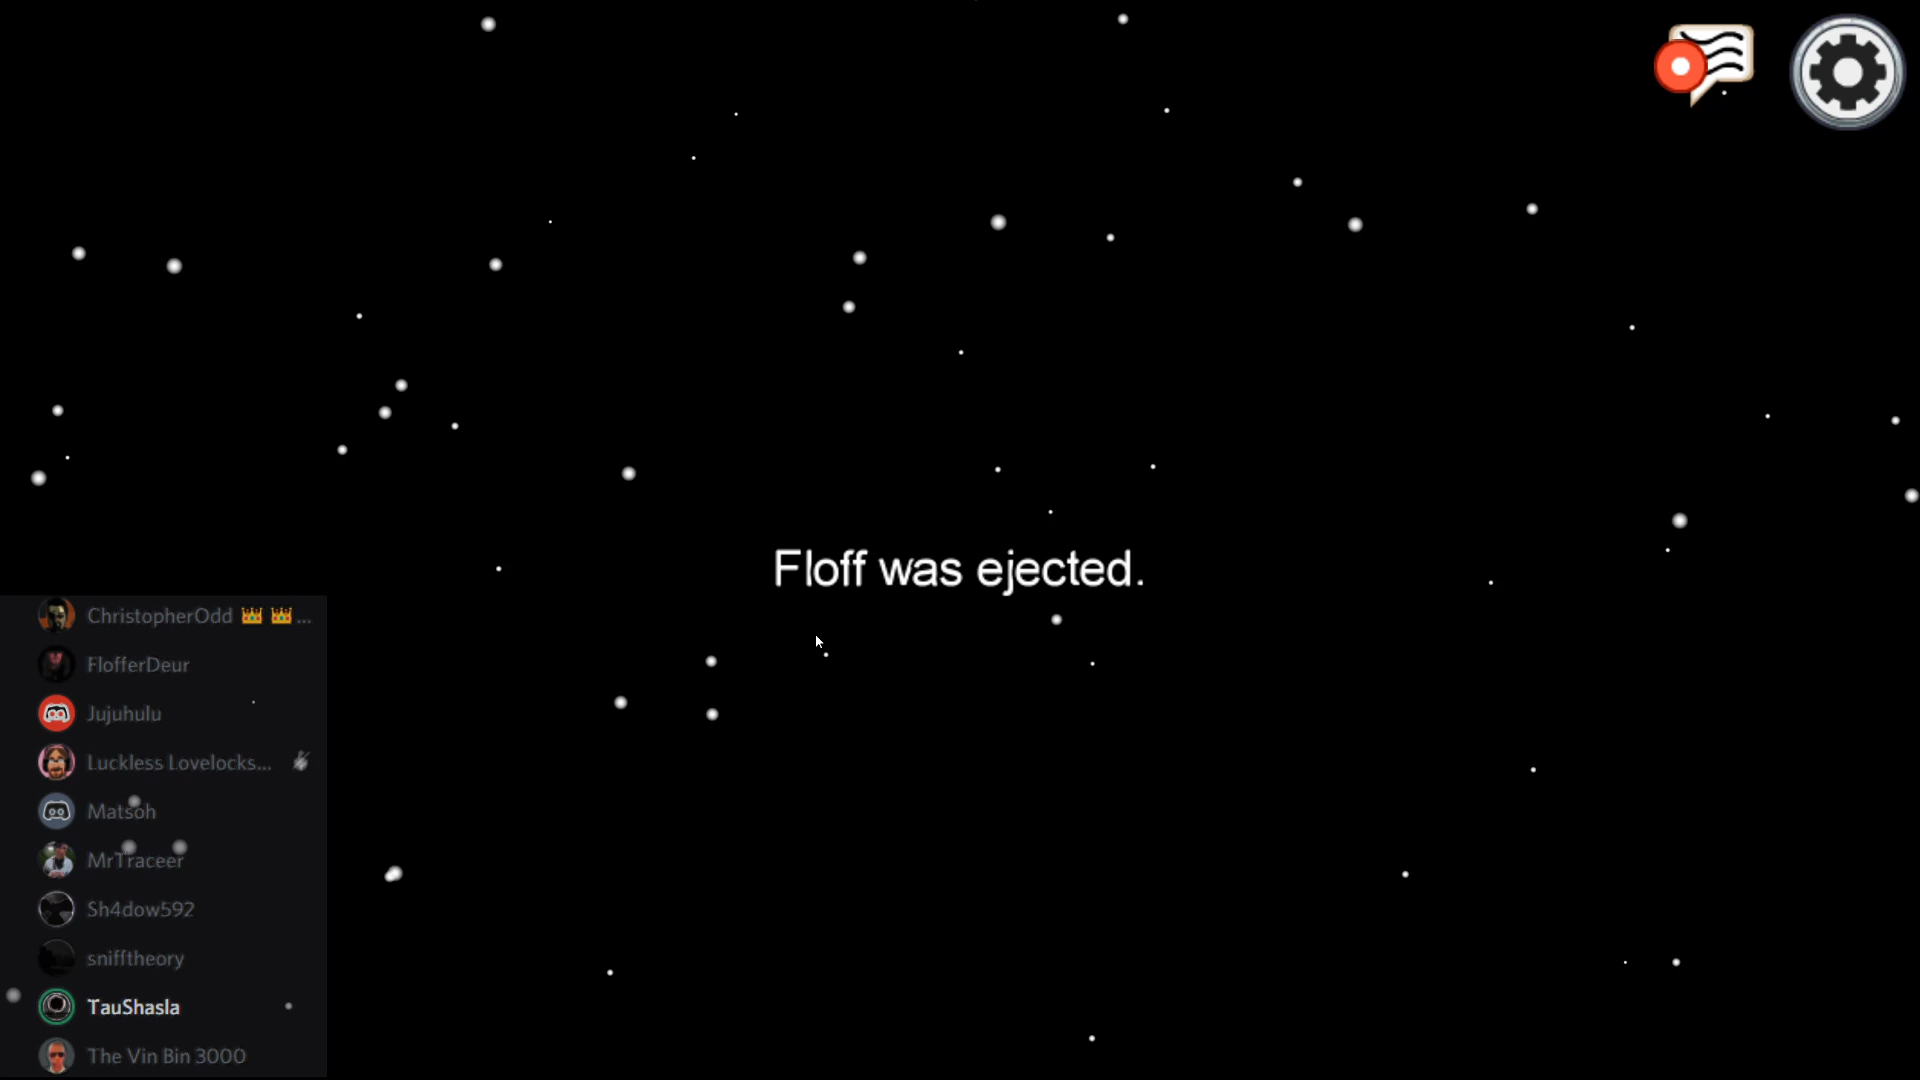 Floff was ejected.
ChristopherOdd 👑 👑 ...
FlofferDeur
Jujuhulu
Luckless Lovelocks...
Matsoh
MrTraceer
Sh4dow592
snifftheory
TauShasla
The Vin Bin 3000